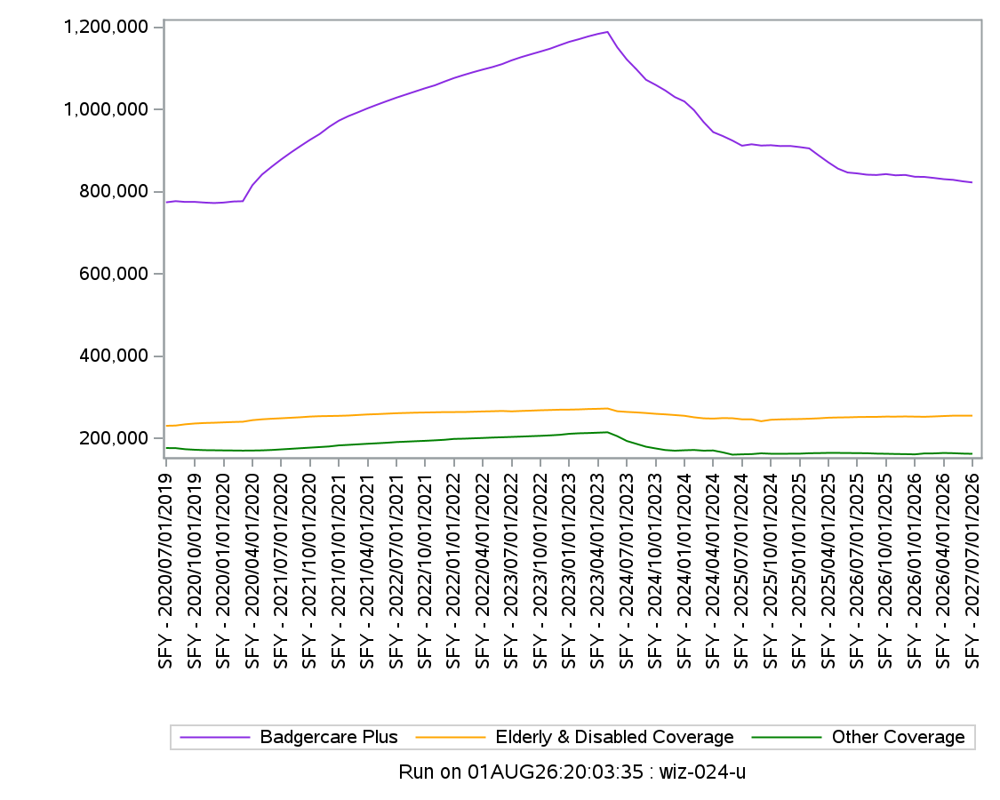 1,200,000
1,000,000
800,000
600,000
400,000
200,000
SFY - 2020/07/01/2019
SFY - 2020/10/01/2019
SFY - 2020/01/01/2020
SFY - 2020/04/01/2020
SFY - 2021/07/01/2020
SFY - 2021/10/01/2020
SFY - 2021/01/01/2021
SFY - 2021/04/01/2021
SFY - 2022/07/01/2021
SFY - 2022/10/01/2021
SFY - 2022/01/01/2022
SFY - 2022/04/01/2022
SFY - 2023/07/01/2022
SFY - 2023/10/01/2022
SFY - 2023/01/01/2023
SFY - 2023/04/01/2023
SFY - 2024/07/01/2023
SFY - 2024/10/01/2023
SFY - 2024/01/01/2024
SFY - 2024/04/01/2024
SFY - 2025/07/01/2024
SFY - 2025/10/01/2024
SFY - 2025/01/01/2025
SFY - 2025/04/01/2025
SFY - 2026/07/01/2025
SFY - 2026/10/01/2025
SFY - 2026/01/01/2026
SFY - 2026/04/01/2026
SFY - 2027/07/01/2026
Badgercare Plus Elderly & Disabled Coverage Other Coverage
Run on 01AUG26:20:03:35 : wiz-024-u